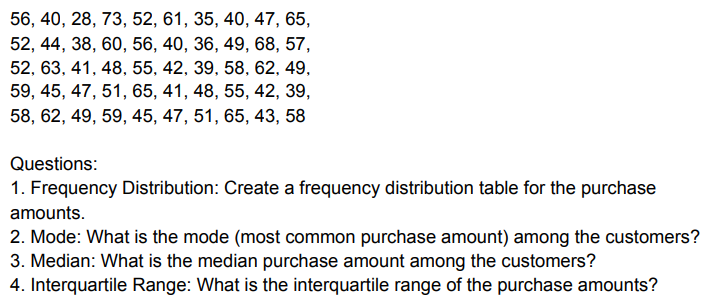 56, 40, 28, 73, 52, 61, 35, 40, 47, 65,
52, 44, 38, 60, 56, 40, 36, 49, 68, 57,
52, 63, 41, 48, 55, 42, 39, 58, 62, 49,
59, 45, 47, 51, 65, 41, 48, 55, 42, 39,
58, 62, 49, 59, 45, 47, 51, 65, 43, 58
Questions:
1. Frequency Distribution: Create a frequency distribution table for the purchase
amounts.
2. Mode: What is the mode (most common purchase amount) among the customers?
3. Median: What is the median purchase amount among the customers?
4. Interquartile Range: What is the interquartile range of the purchase amounts?